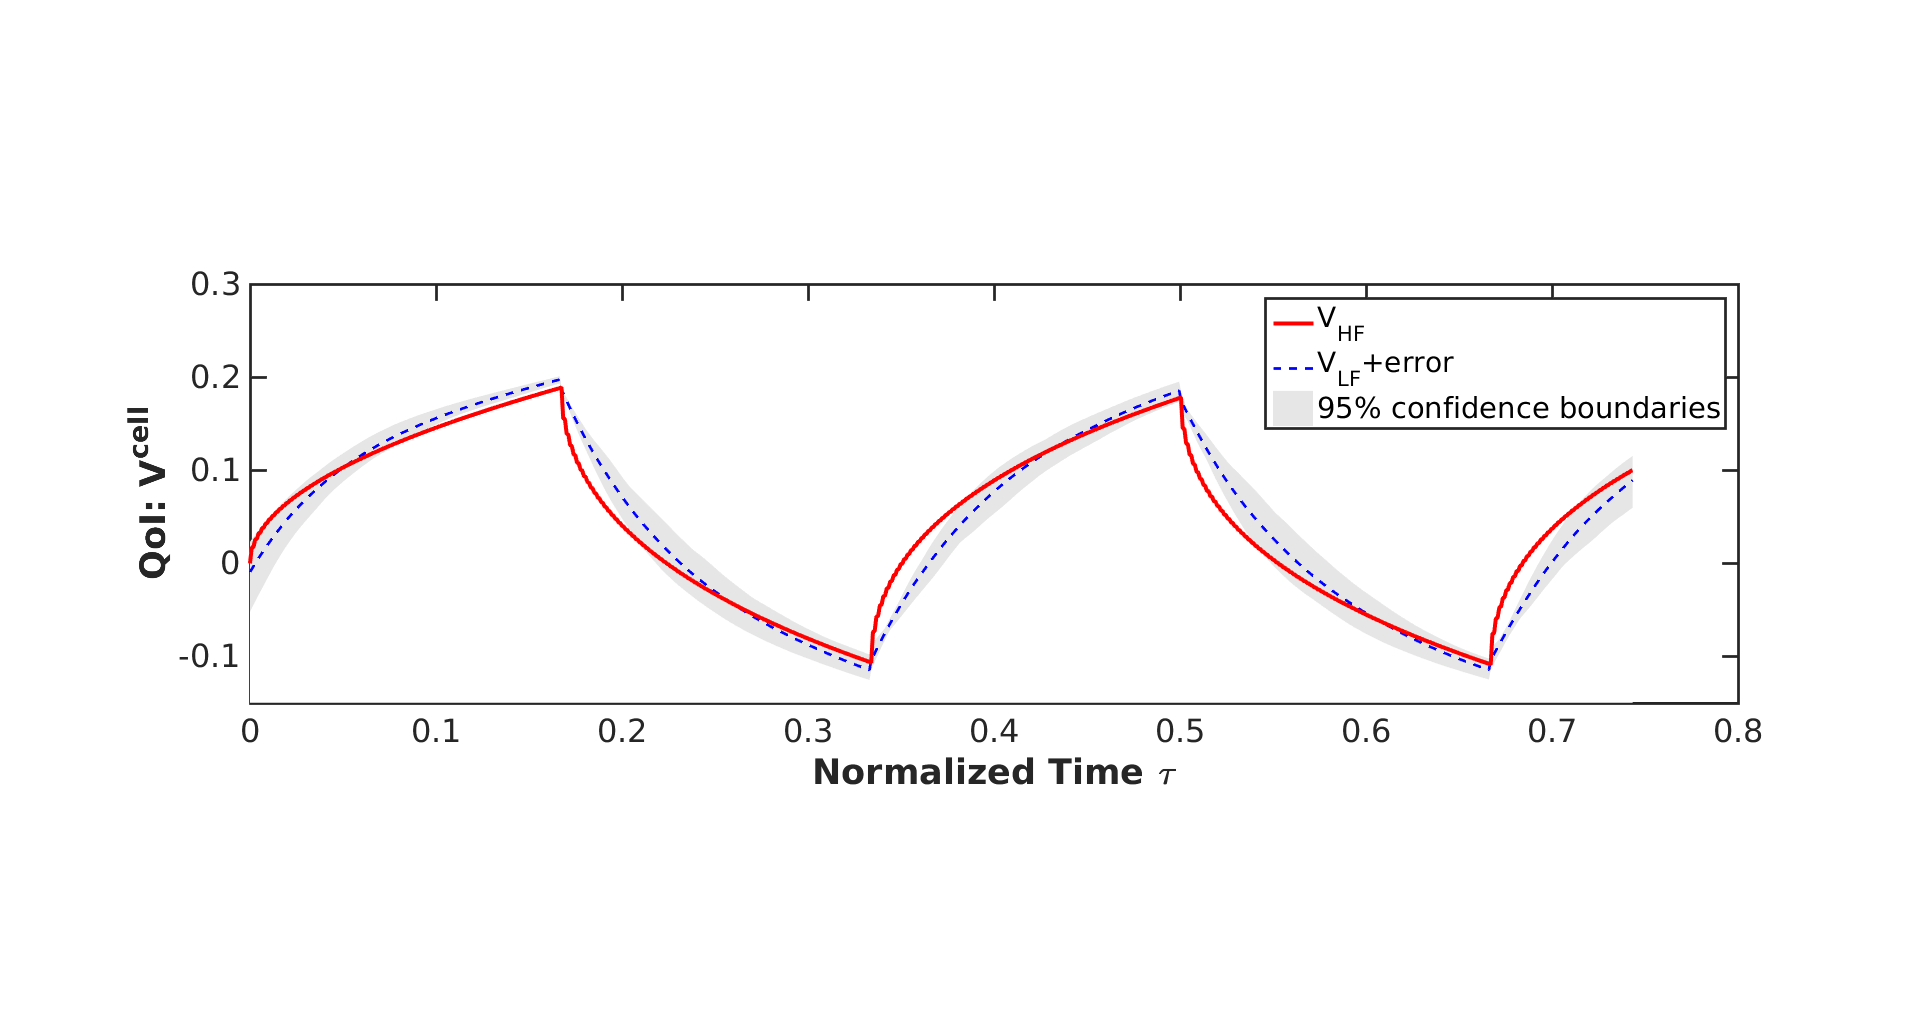 QoI: V^cell
0.3
0.2
0.1
0
-0.1
V_HF
V_LF+error
95% confidence boundaries
0 0.1 0.2 0.3 0.4 0.5 0.6 0.7 0.8
Normalized Time τ